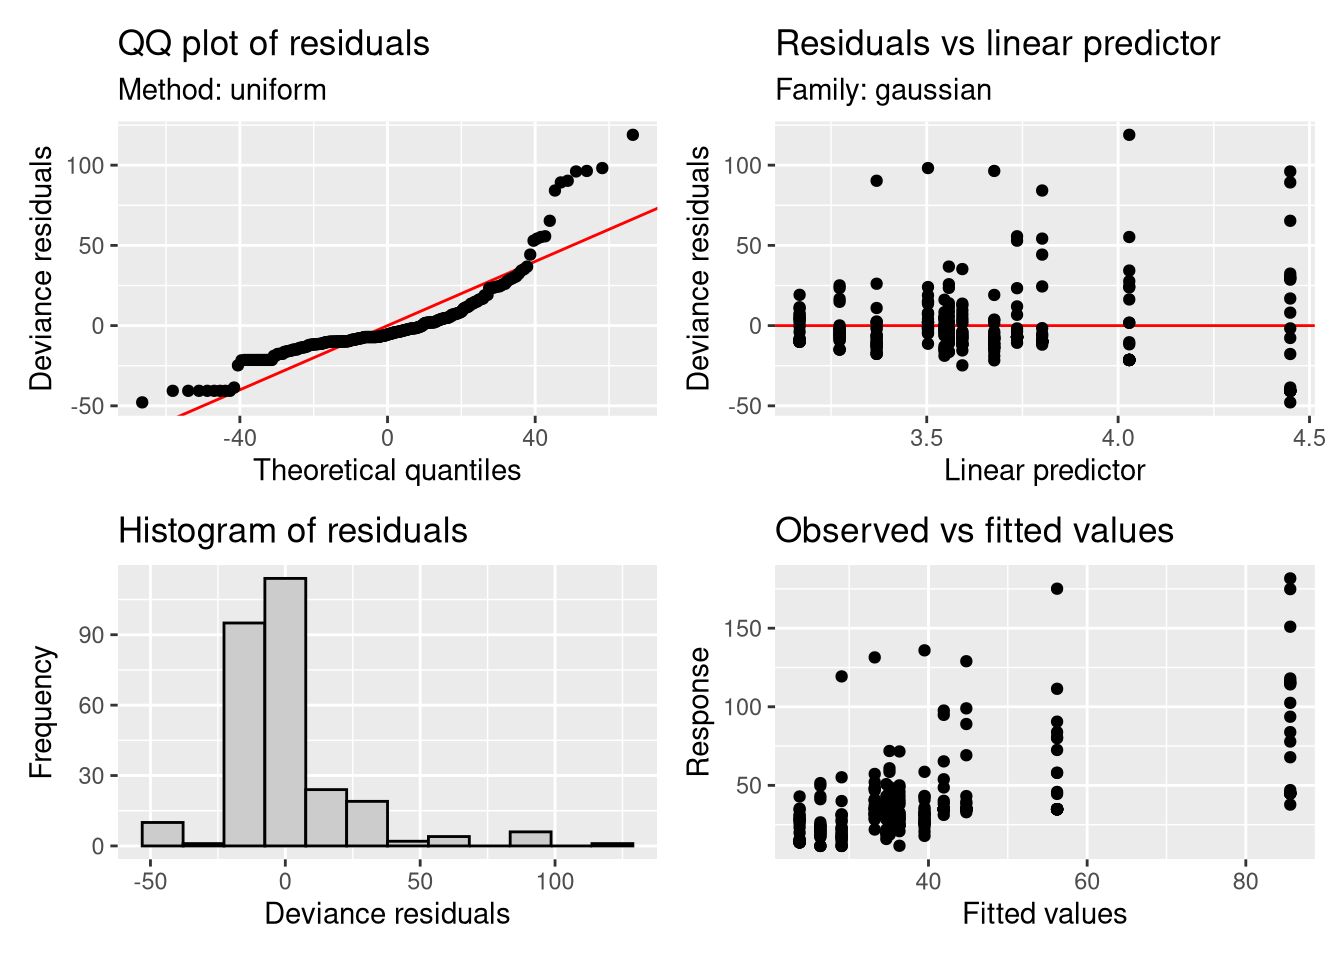 QQ plot of residuals
Method: uniform
Deviance residuals
100
50
0
-50
-40
0
40
Theoretical quantiles
Residuals vs linear predictor
Family: gaussian
Deviance residuals
100
50
0
-50
3.5
4.0
4.5
Linear predictor
Histogram of residuals
Frequency
90
60
30
0
-50
0
50
100
Deviance residuals
Observed vs fitted values
Response
150
100
50
40
60
80
Fitted values